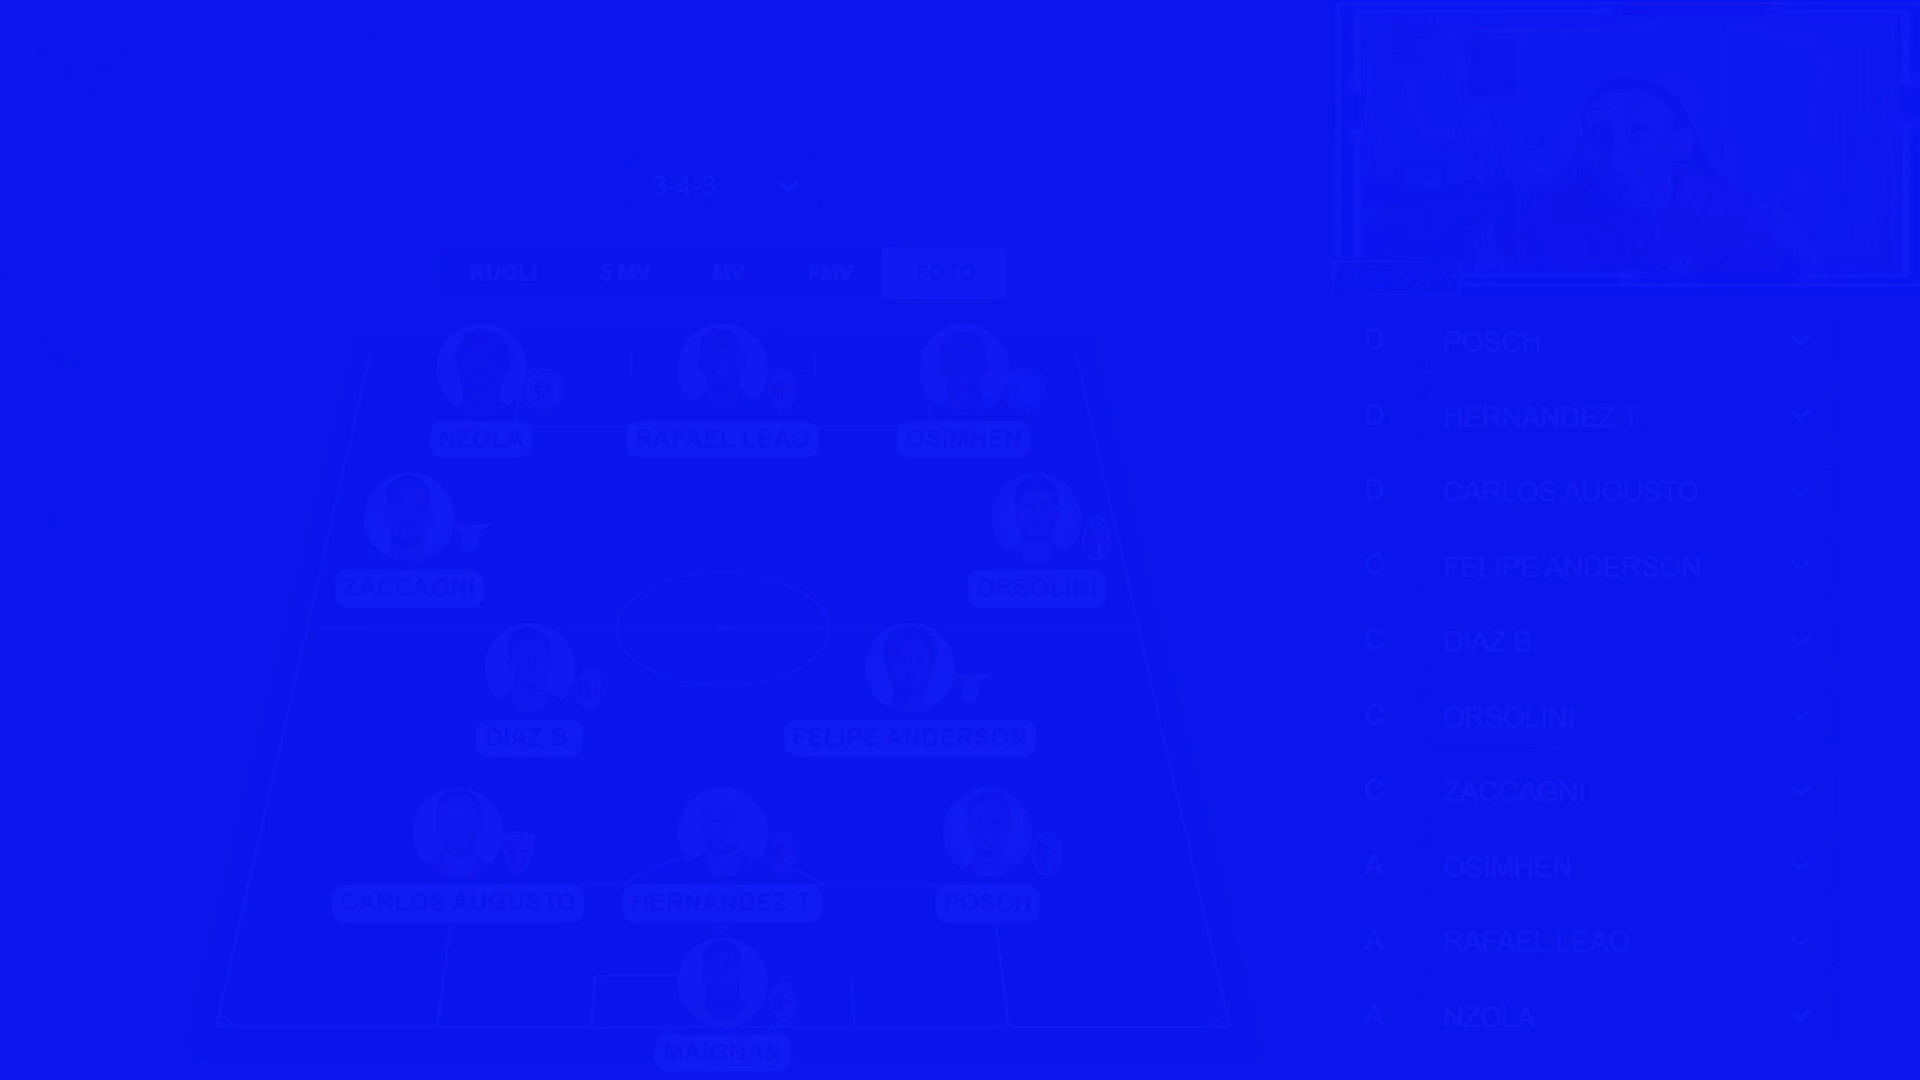 3-4-3
RUOLI 5 MV MV FMV FOTO
NZOLA RAFAEL LEAO OSIMHEN
ZACCAGNI ORSOLINI
DIAZ B. FELIPE ANDERSON
CARLOS AUGUSTO HERNANDEZ T. POSCH
MAIGNAN
D POSCH
D HERNANDEZ T.
D CARLOS AUGUSTO
C FELIPE ANDERSON
C DIAZ B.
C ORSOLINI
C ZACCAGNI
A OSIMHEN
A RAFAEL LEAO
A NZOLA